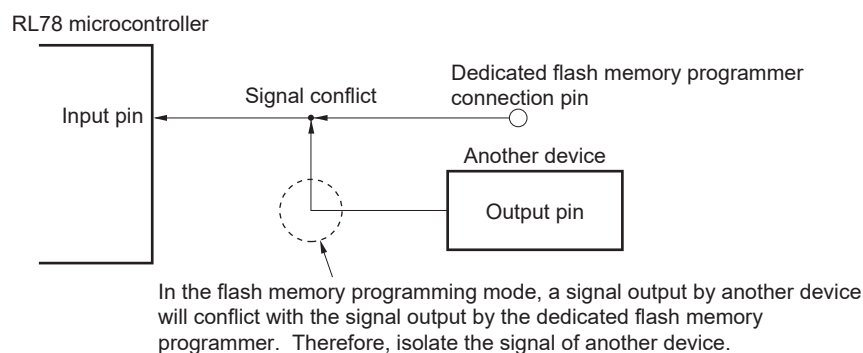 RL78 microcontroller
Dedicated flash memory programmer
connection pin
Signal conflict
Input pin
Another device
Output pin
In the flash memory programming mode, a signal output by another device
will conflict with the signal output by the dedicated flash memory
programmer.  Therefore, isolate the signal of another device.